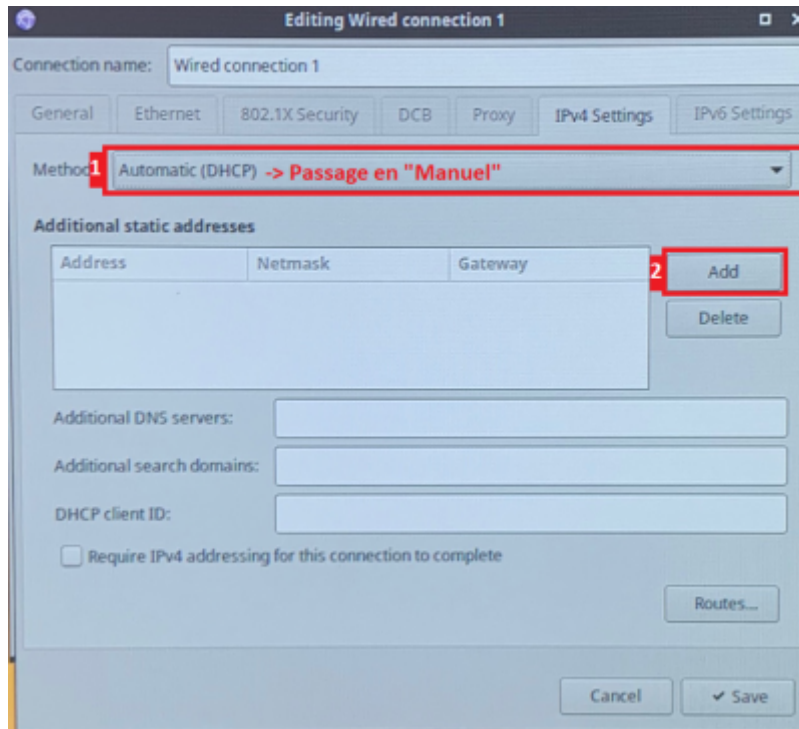 Editing Wired connection 1
Connection name: Wired connection 1
General Ethernet 802.1X Security DCB Proxy IPv4 Settings IPv6 Settings
Method 1 Automatic (DHCP) -> Passage en "Manuel"
Additional static addresses
Address Netmask Gateway 2 Add
Delete
Additional DNS servers:
Additional search domains:
DHCP client ID:
Require IPv4 addressing for this connection to complete
Routes...
Cancel Save